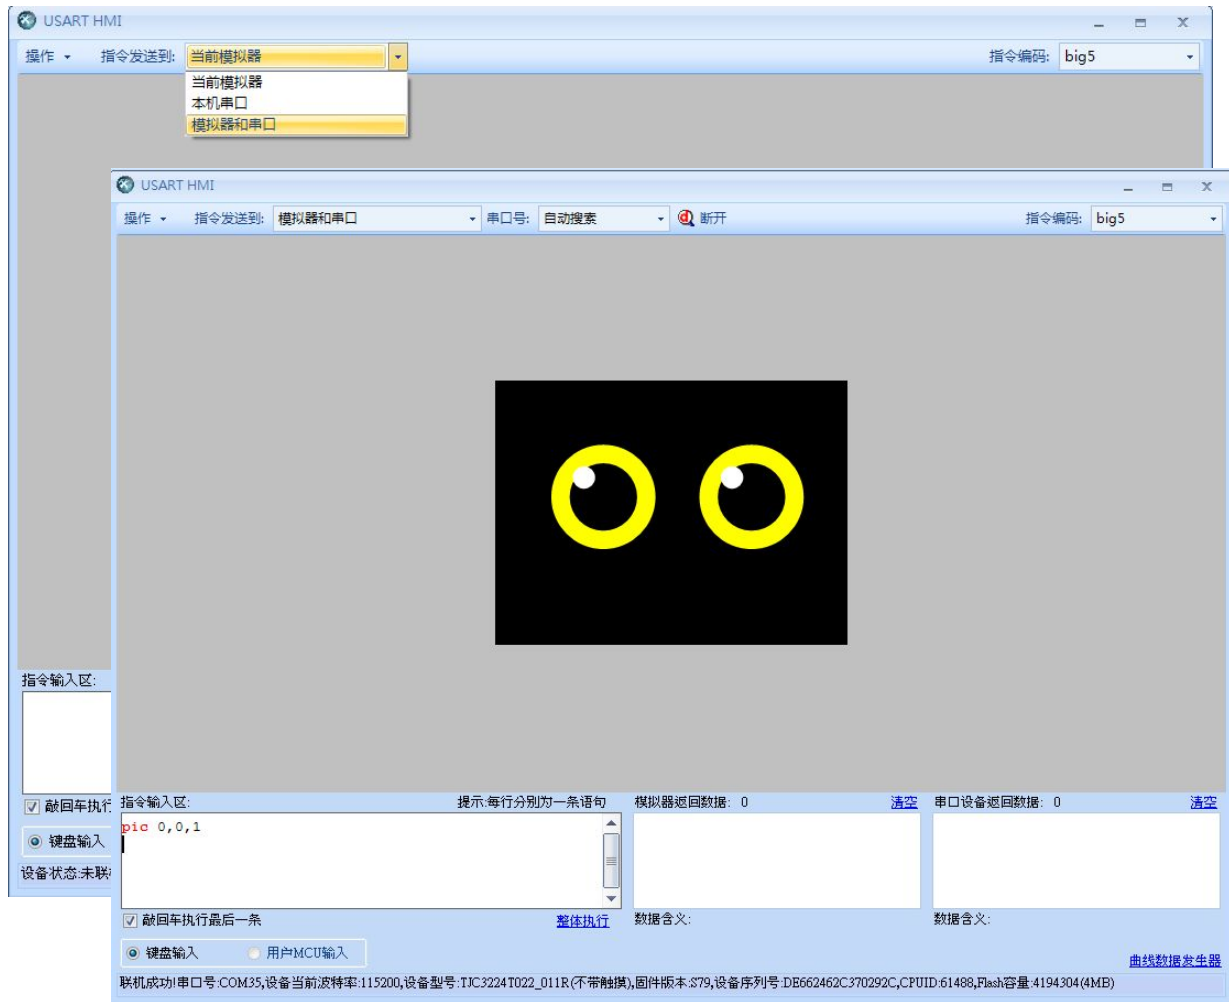 USART HMI
操作 指令发送到: 当前模拟器 指令编码: big5
当前模拟器
本机串口
模拟器和串口
USART HMI
操作 指令发送到: 模拟器和串口 串口号: 自动搜索 断开 指令编码: big5
指令输入区:
敲回车执行
键盘输入
设备状态:未联
指令输入区: 提示:每行分别为一条语句 模拟器返回数据: 0 清空 串口设备返回数据: 0 清空
pic 0,0,1
敲回车执行最后一条 整体执行 数据含义: 数据含义:
键盘输入 用户MCU输入 曲线数据发生器
联机成功!串口号:COM35,设备当前波特率:115200,设备型号:TJC3224T022_011R(不带触摸),固件版本:S79,设备序列号:DE662462C370292C,CPUID:61488,Flash容量:4194304(4MB)